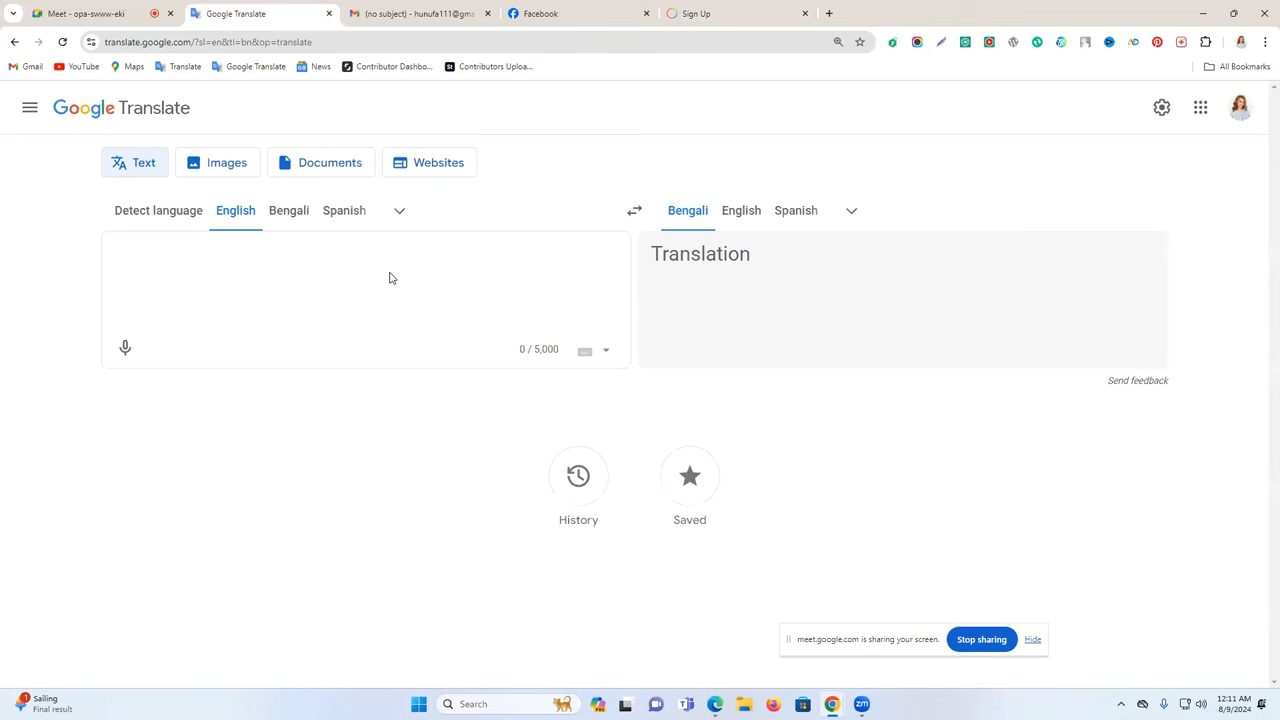 Meet - opa-swww-eki
Google Translate
(no subject) - hunufa111@gm
Facebook
Sign Up
translate.google.com/?sl=en&tl=bn&op=translate
Gmail YouTube Maps Translate Google Translate News Contributor Dashbo... Contributors Uploa... All Bookmarks
Google Translate
Text Images Documents Websites
Detect language English Bengali Spanish Bengali English Spanish
Translation
0 / 5,000
Send feedback
History Saved
meet.google.com is sharing your screen. Stop sharing Hide
Sailing
Final result
Search
12:11 AM
8/9/2024